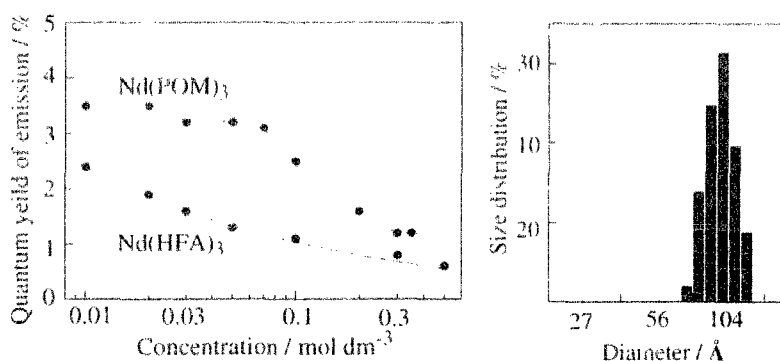 Quantum yeild of emission / %
5
4
3
2
1
0
Nd(POM)3
Nd(HFA)3
0.01
0.03
0.1
0.3
Concentration / mol dm-3
Size distribution / %
30
10
20
27
56
104
Diameter / Å